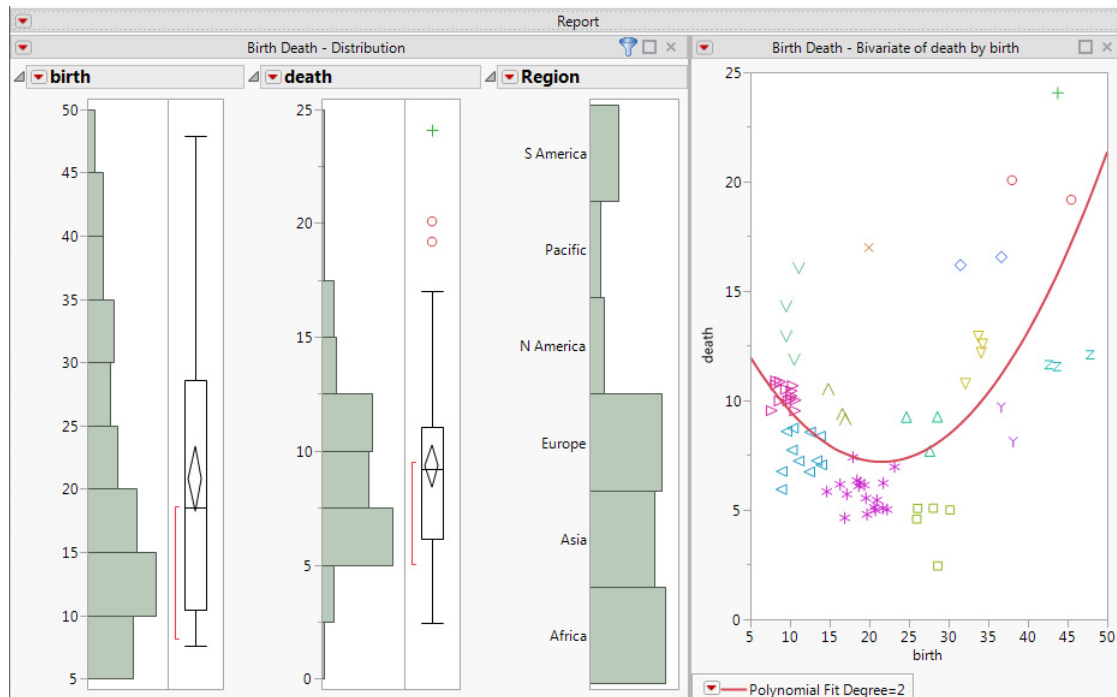 Report
Birth Death - Distribution
birth
50
45
40
35
30
25
20
15
10
5
death
25
20
15
10
5
0
Region
S America
Pacific
N America
Europe
Asia
Africa
Birth Death - Bivariate of death by birth
25
20
15
10
5
0
death
5 10 15 20 25 30 35 40 45 50
birth
Polynomial Fit Degree=2